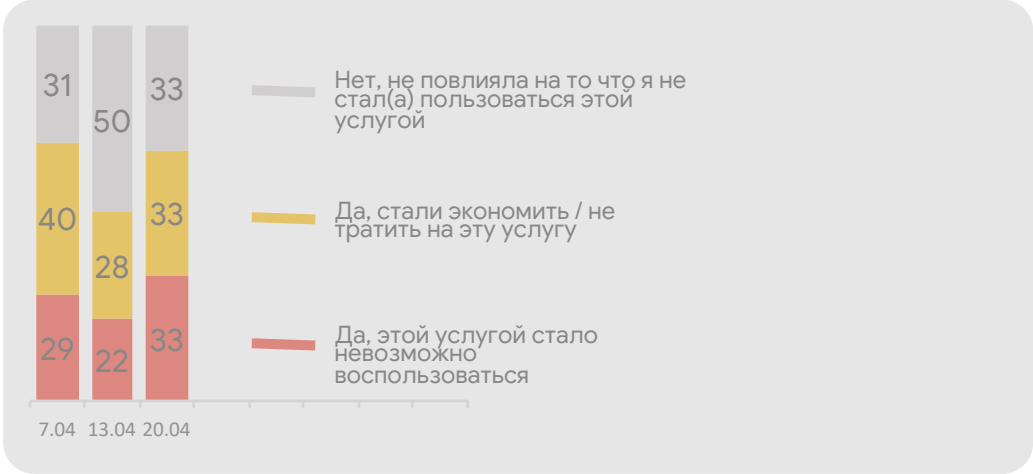 31
50
33
40
28
33
29
22
33
Нет, не повлияла на то что я не
стал(а) пользоваться этой
услугой
Да, стали экономить / не
тратить на эту услугу
Да, этой услугой стало
невозможно
воспользоваться
7.04 13.04 20.04